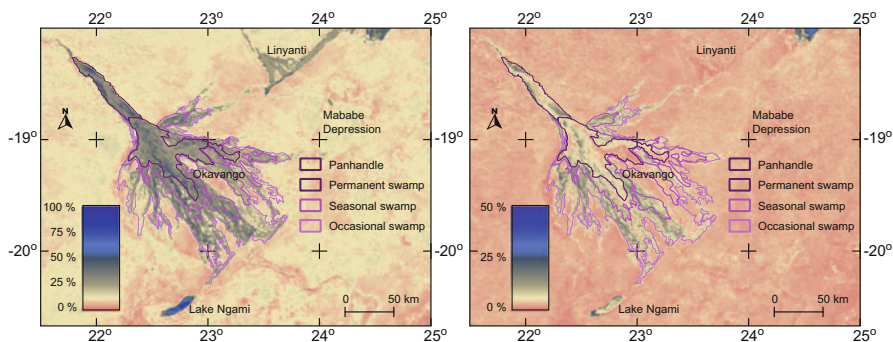 22° 23° 24° 25°
Linyanti
N
-19°
Mababe
Depression
Okavango
Panhandle
Permanent swamp
Seasonal swamp
Occasional swamp
100 %
75 %
50 %
25 %
0 %
-20°
Lake Ngami
0 50 km
22° 23° 24° 25°
22° 23° 24° 25°
Linyanti
N
-19°
Mababe
Depression
Okavango
Panhandle
Permanent swamp
Seasonal swamp
Occasional swamp
50 %
25 %
0 %
-20°
Lake Ngami
0 50 km
22° 23° 24° 25°